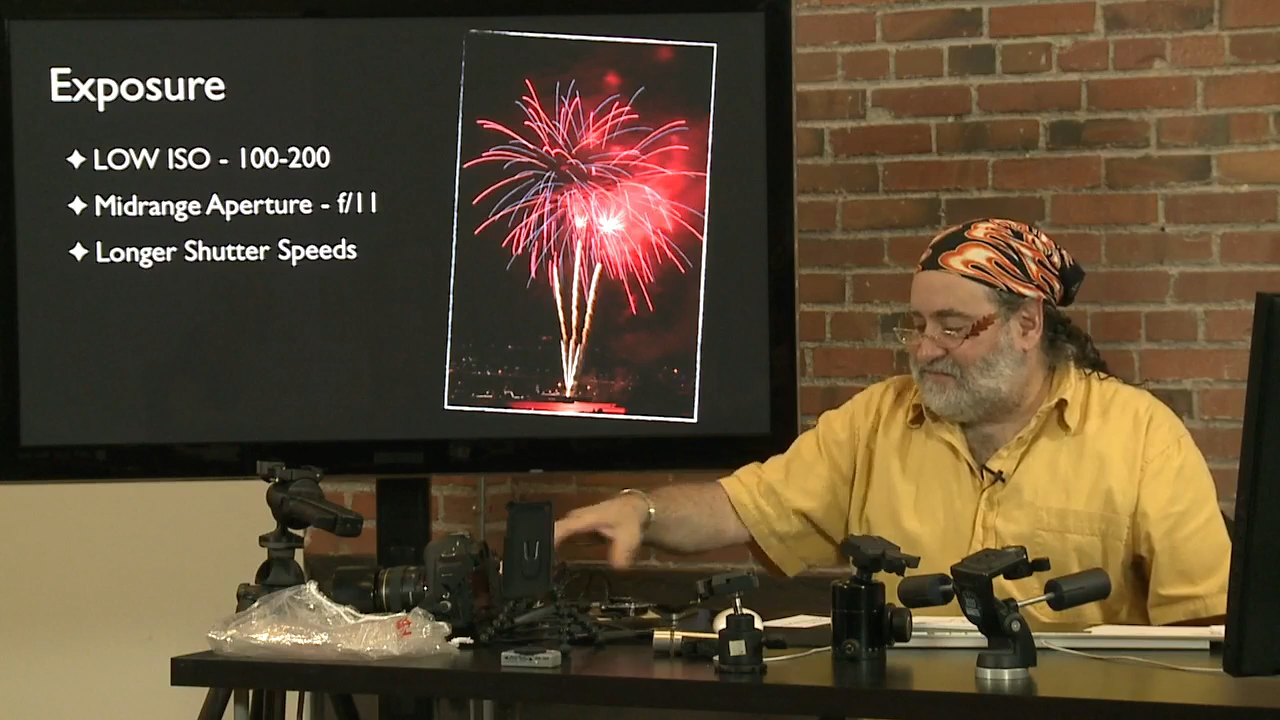 Exposure
✦ LOW ISO - 100-200
✦ Midrange Aperture - f/11
✦ Longer Shutter Speeds